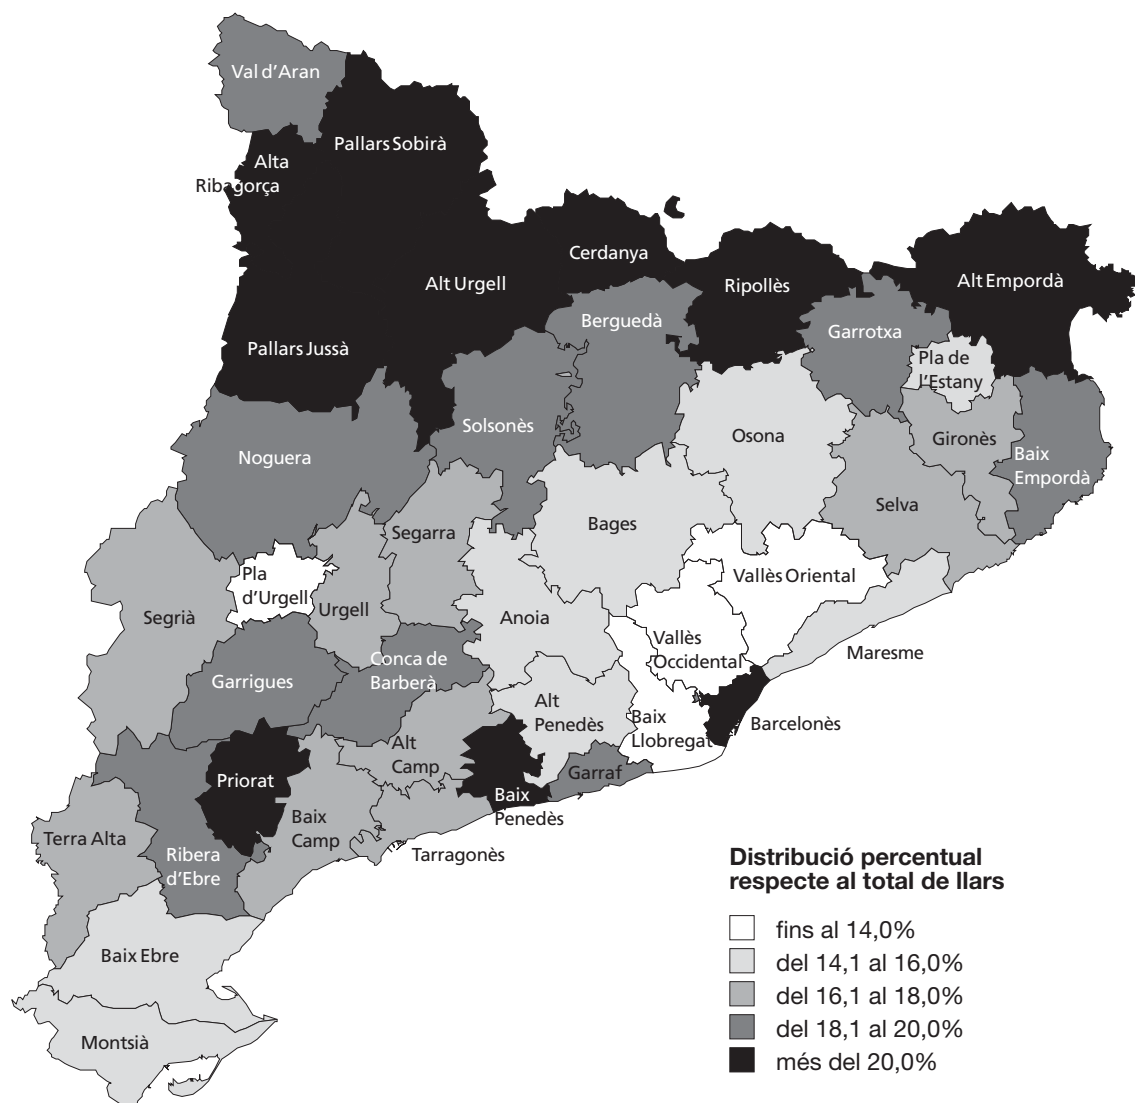 Val d'Aran
Pallars Sobirà
Alta
Ribagorça
Cerdanya
Alt Urgell
Ripollès
Alt Empordà
Pallars Jussà
Berguedà
Garrotxa
Pla de
l'Estany
Solsonès
Osona
Gironès
Noguera
Baix
Empordà
Selva
Segarra
Bages
Pla
d'Urgell
Vallès Oriental
Segrià
Urgell
Anoia
Vallès
Occidental
Maresme
Conca de
Barberà
Garrigues
Alt
Penedès
Baix
Llobregat
Barcelonès
Alt
Camp
Garraf
Priorat
Baix
Penedès
Baix
Camp
Terra Alta
Tarragonès
Ribera
d'Ebre
Baix Ebre
Montsià
Distribució percentual
respecte al total de llars
fins al 14,0%
del 14,1 al 16,0%
del 16,1 al 18,0%
del 18,1 al 20,0%
més del 20,0%